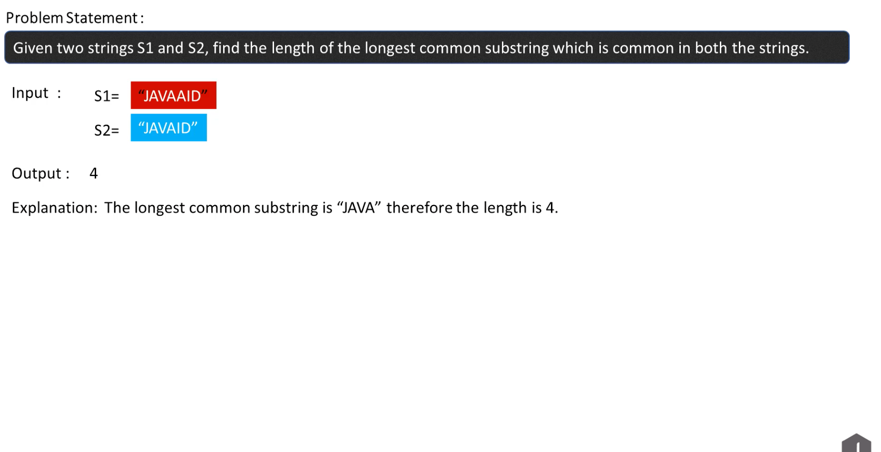 Problem Statement:
Given two strings S1 and S2, find the length of the longest common substring which is common in both the strings.
Input : S1= “JAVAAID”
S2= “JAVAID”
Output : 4
Explanation: The longest common substring is “JAVA” therefore the length is 4.